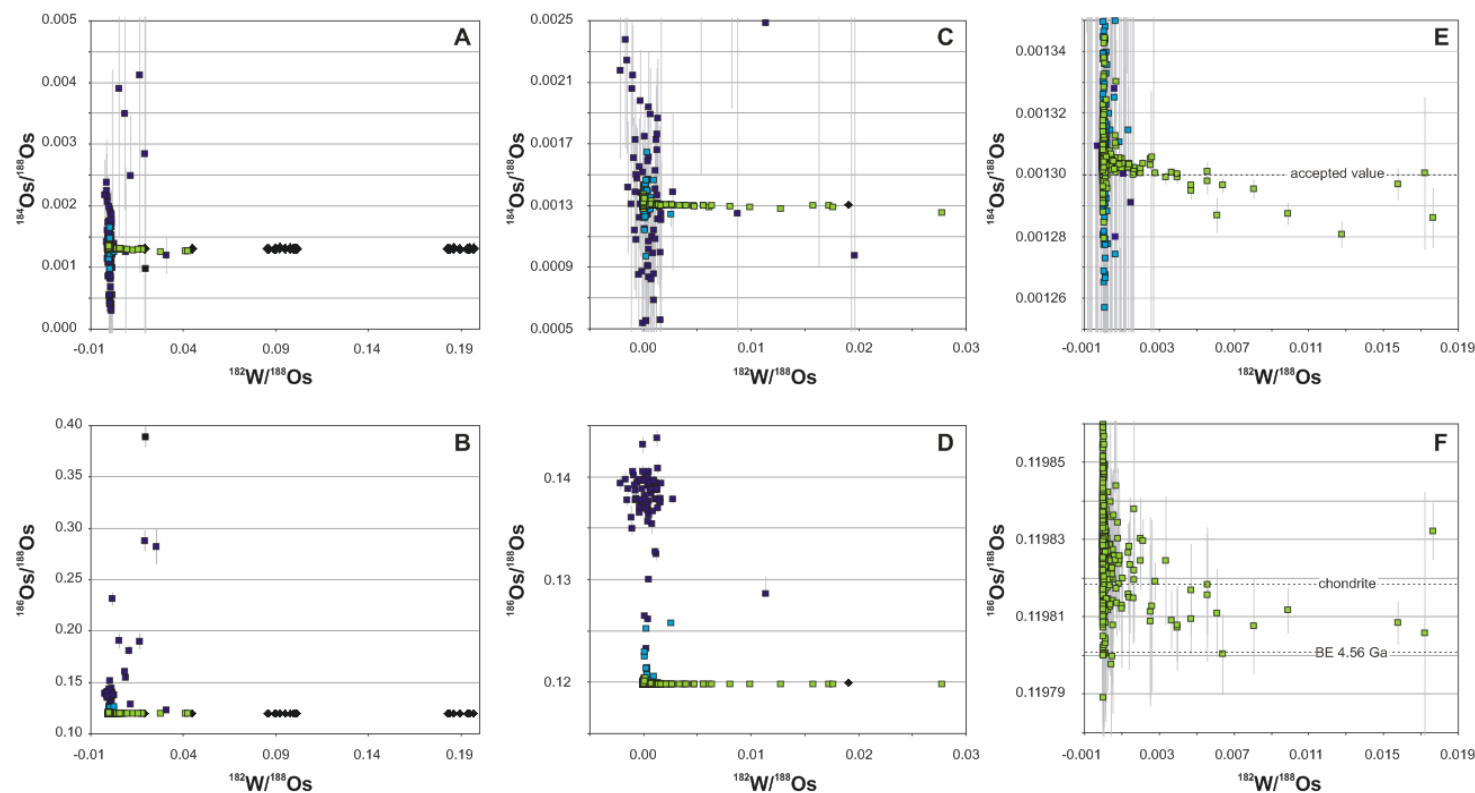 A
0.005
0.004
0.003
0.002
0.001
0.000
-0.01 0.04 0.09 0.14 0.19
¹⁸⁴Os/¹⁸⁸Os
¹⁸²W/¹⁸⁸Os
C
0.0025
0.0021
0.0017
0.0013
0.0009
0.0005
0.00 0.01 0.02 0.03
¹⁸⁴Os/¹⁸⁸Os
¹⁸²W/¹⁸⁸Os
E
0.00134
0.00132
0.00130
0.00128
0.00126
accepted value
-0.001 0.003 0.007 0.011 0.015 0.019
¹⁸⁴Os/¹⁸⁸Os
¹⁸²W/¹⁸⁸Os
B
0.40
0.35
0.30
0.25
0.20
0.15
0.10
-0.01 0.04 0.09 0.14 0.19
¹⁸⁶Os/¹⁸⁸Os
¹⁸²W/¹⁸⁸Os
D
0.14
0.13
0.12
0.00 0.01 0.02 0.03
¹⁸⁶Os/¹⁸⁸Os
¹⁸²W/¹⁸⁸Os
F
0.11985
0.11983
0.11981
0.11979
chondrite
BE 4.56 Ga
-0.001 0.003 0.007 0.011 0.015 0.019
¹⁸⁶Os/¹⁸⁸Os
¹⁸²W/¹⁸⁸Os